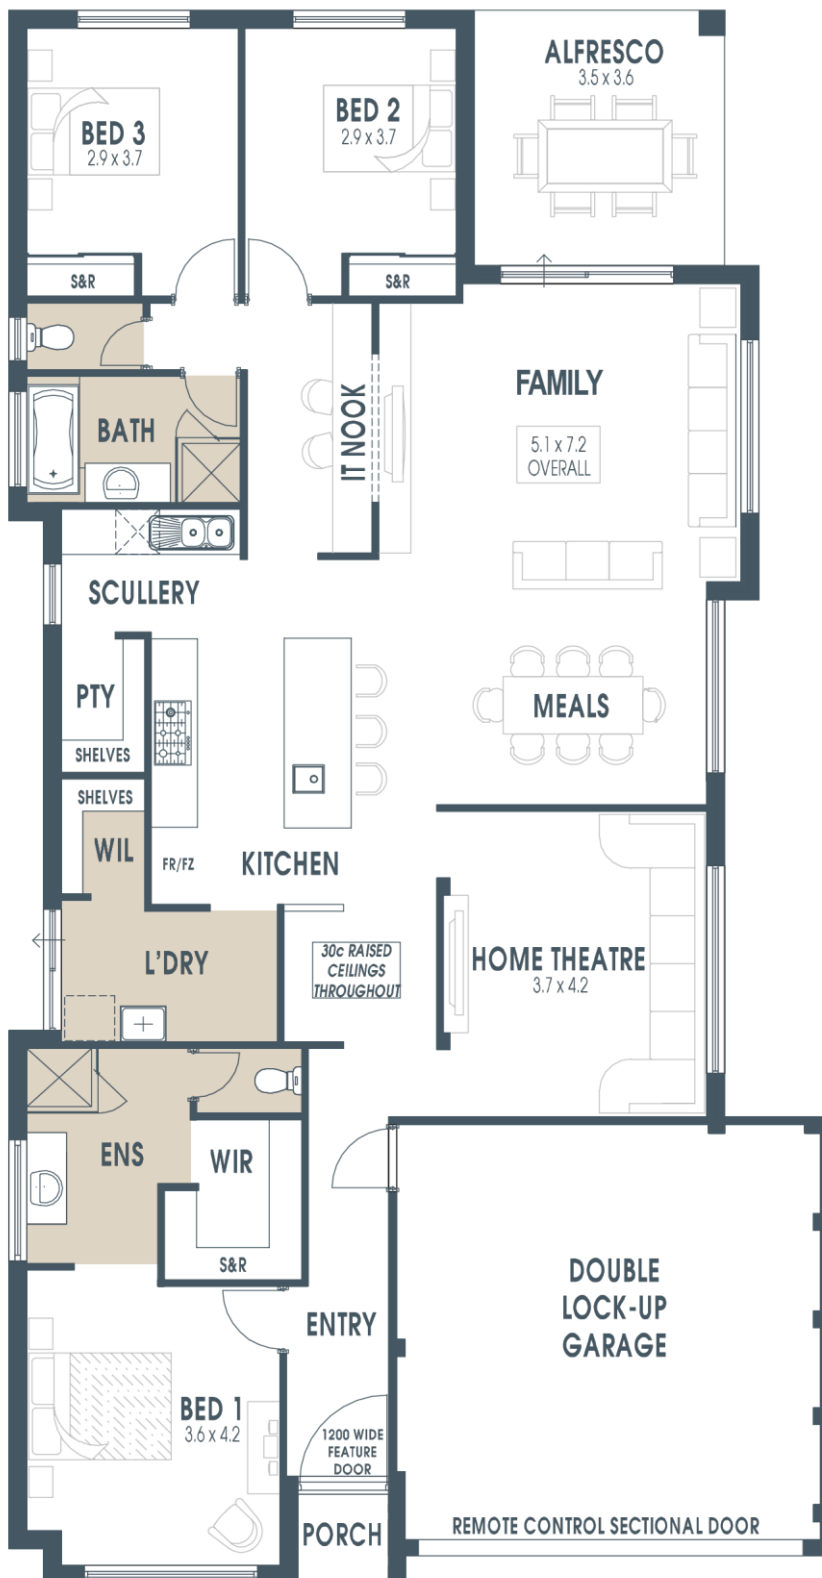 ALFRESCO
3.5 x 3.6
BED 3
2.9 x 3.7
BED 2
2.9 x 3.7
S&R
S&R
BATH
IT NOOK
FAMILY
5.1 x 7.2
OVERALL
SCULLERY
PTY
SHELVES
MEALS
SHELVES
WIL
FR/FZ
KITCHEN
L'DRY
30c RAISED
CEILINGS
THROUGHOUT
HOME THEATRE
3.7 x 4.2
ENS
WIR
S&R
ENTRY
DOUBLE
LOCK-UP
GARAGE
BED 1
3.6 x 4.2
1200 WIDE
FEATURE
DOOR
PORCH
REMOTE CONTROL SECTIONAL DOOR